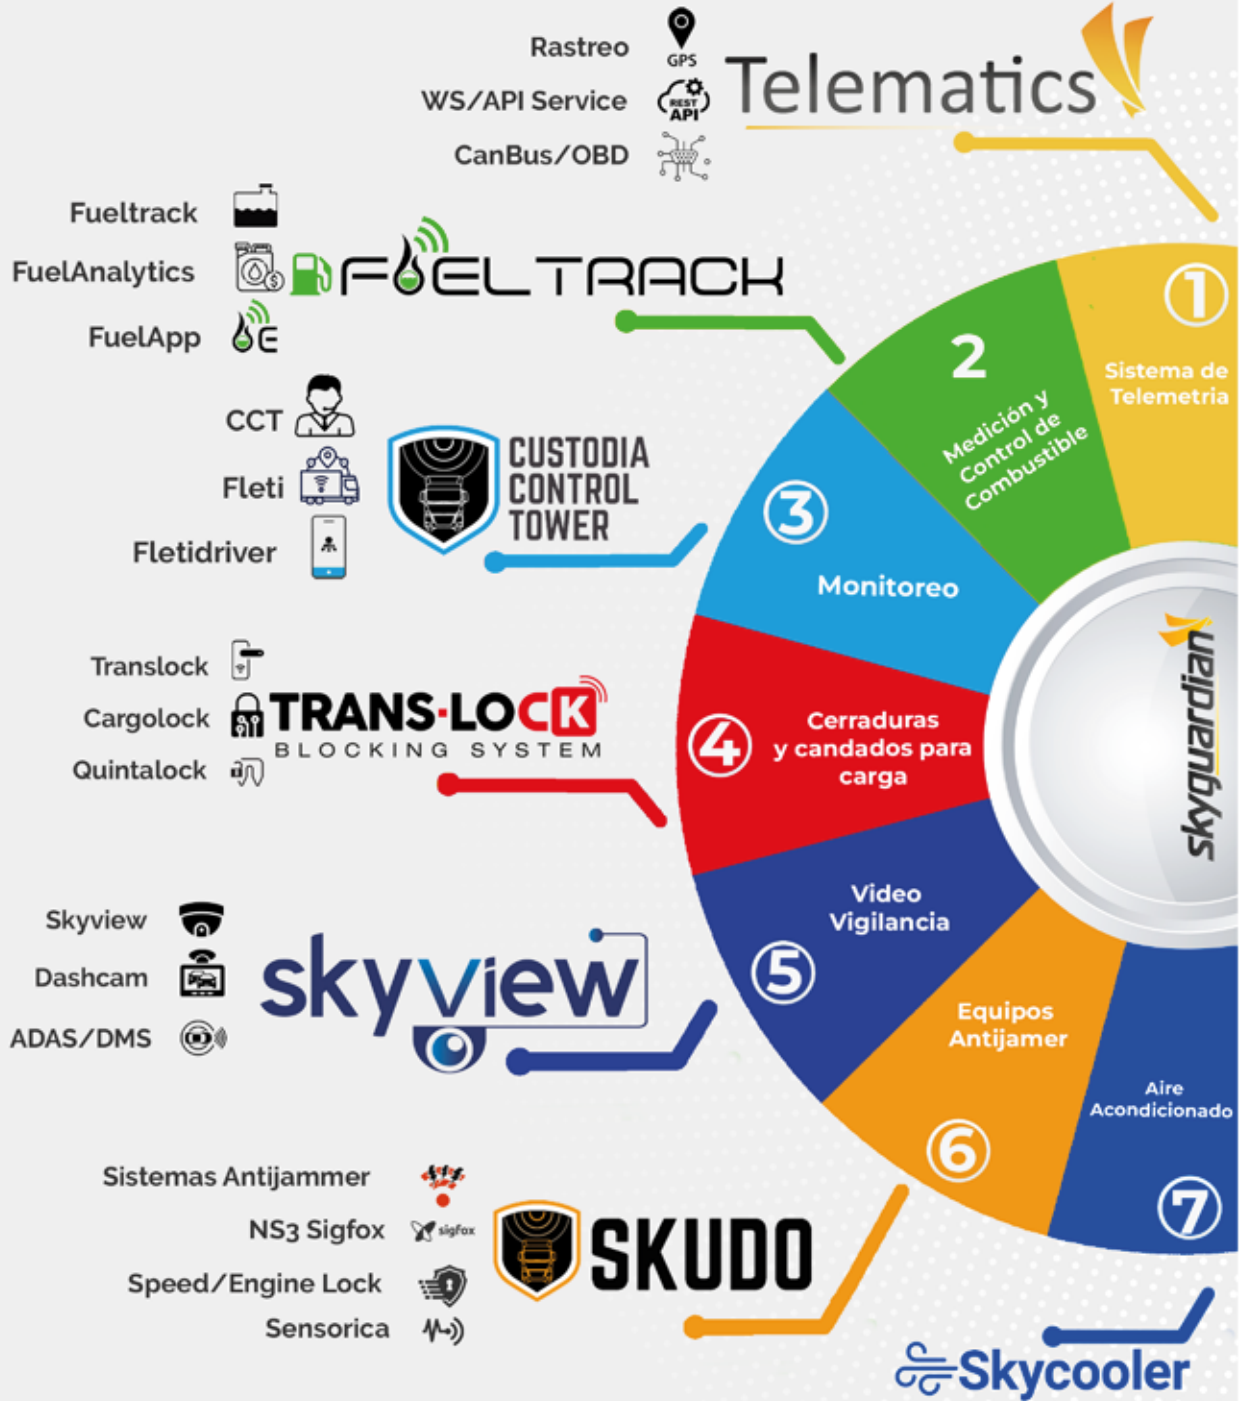 Rastreo
GPS
WS/API Service
REST
API
CanBus/OBD
Telematics
Fueltrack
FuelAnalytics
$
FuelApp
E
FUELTRACK
CCT
Fleti
Fletidriver
CUSTODIA
CONTROL
TOWER
Translock
Cargolock
Quintalock
TRANS·LOCK
BLOCKING SYSTEM
Skyview
Dashcam
ADAS/DMS
skyview
Sistemas Antijammer
NS3 Sigfox
sigfox
Speed/Engine Lock
Sensorica
SKUDO
Skycooler
1
Sistema de
Telemetria
2
Medición y
Control de
Combustible
3
Monitoreo
4
Cerraduras
y candados para
carga
5
Video
Vigilancia
6
Equipos
Antijamer
7
Aire
Acondicionado
skyguardian